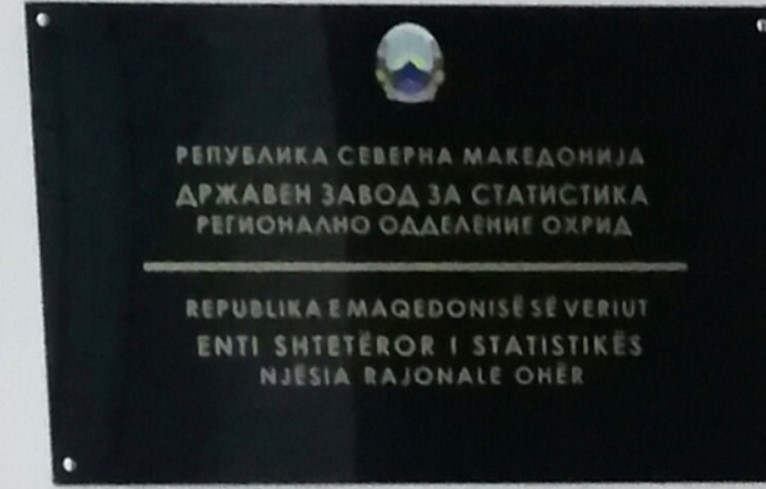 РЕПУБЛИКА СЕВЕРНА МАКЕДОНИЈА
ДРЖАВЕН ЗАВОД ЗА СТАТИСТИКА
РЕГИОНАЛНО ОДДЕЛЕНИЕ ОХРИД
REPUBLIKA E MAQEDONISË SË VERIUT
ENTI SHTETËROR I STATISTIKËS
NJËSIA RAJONALE OHËR